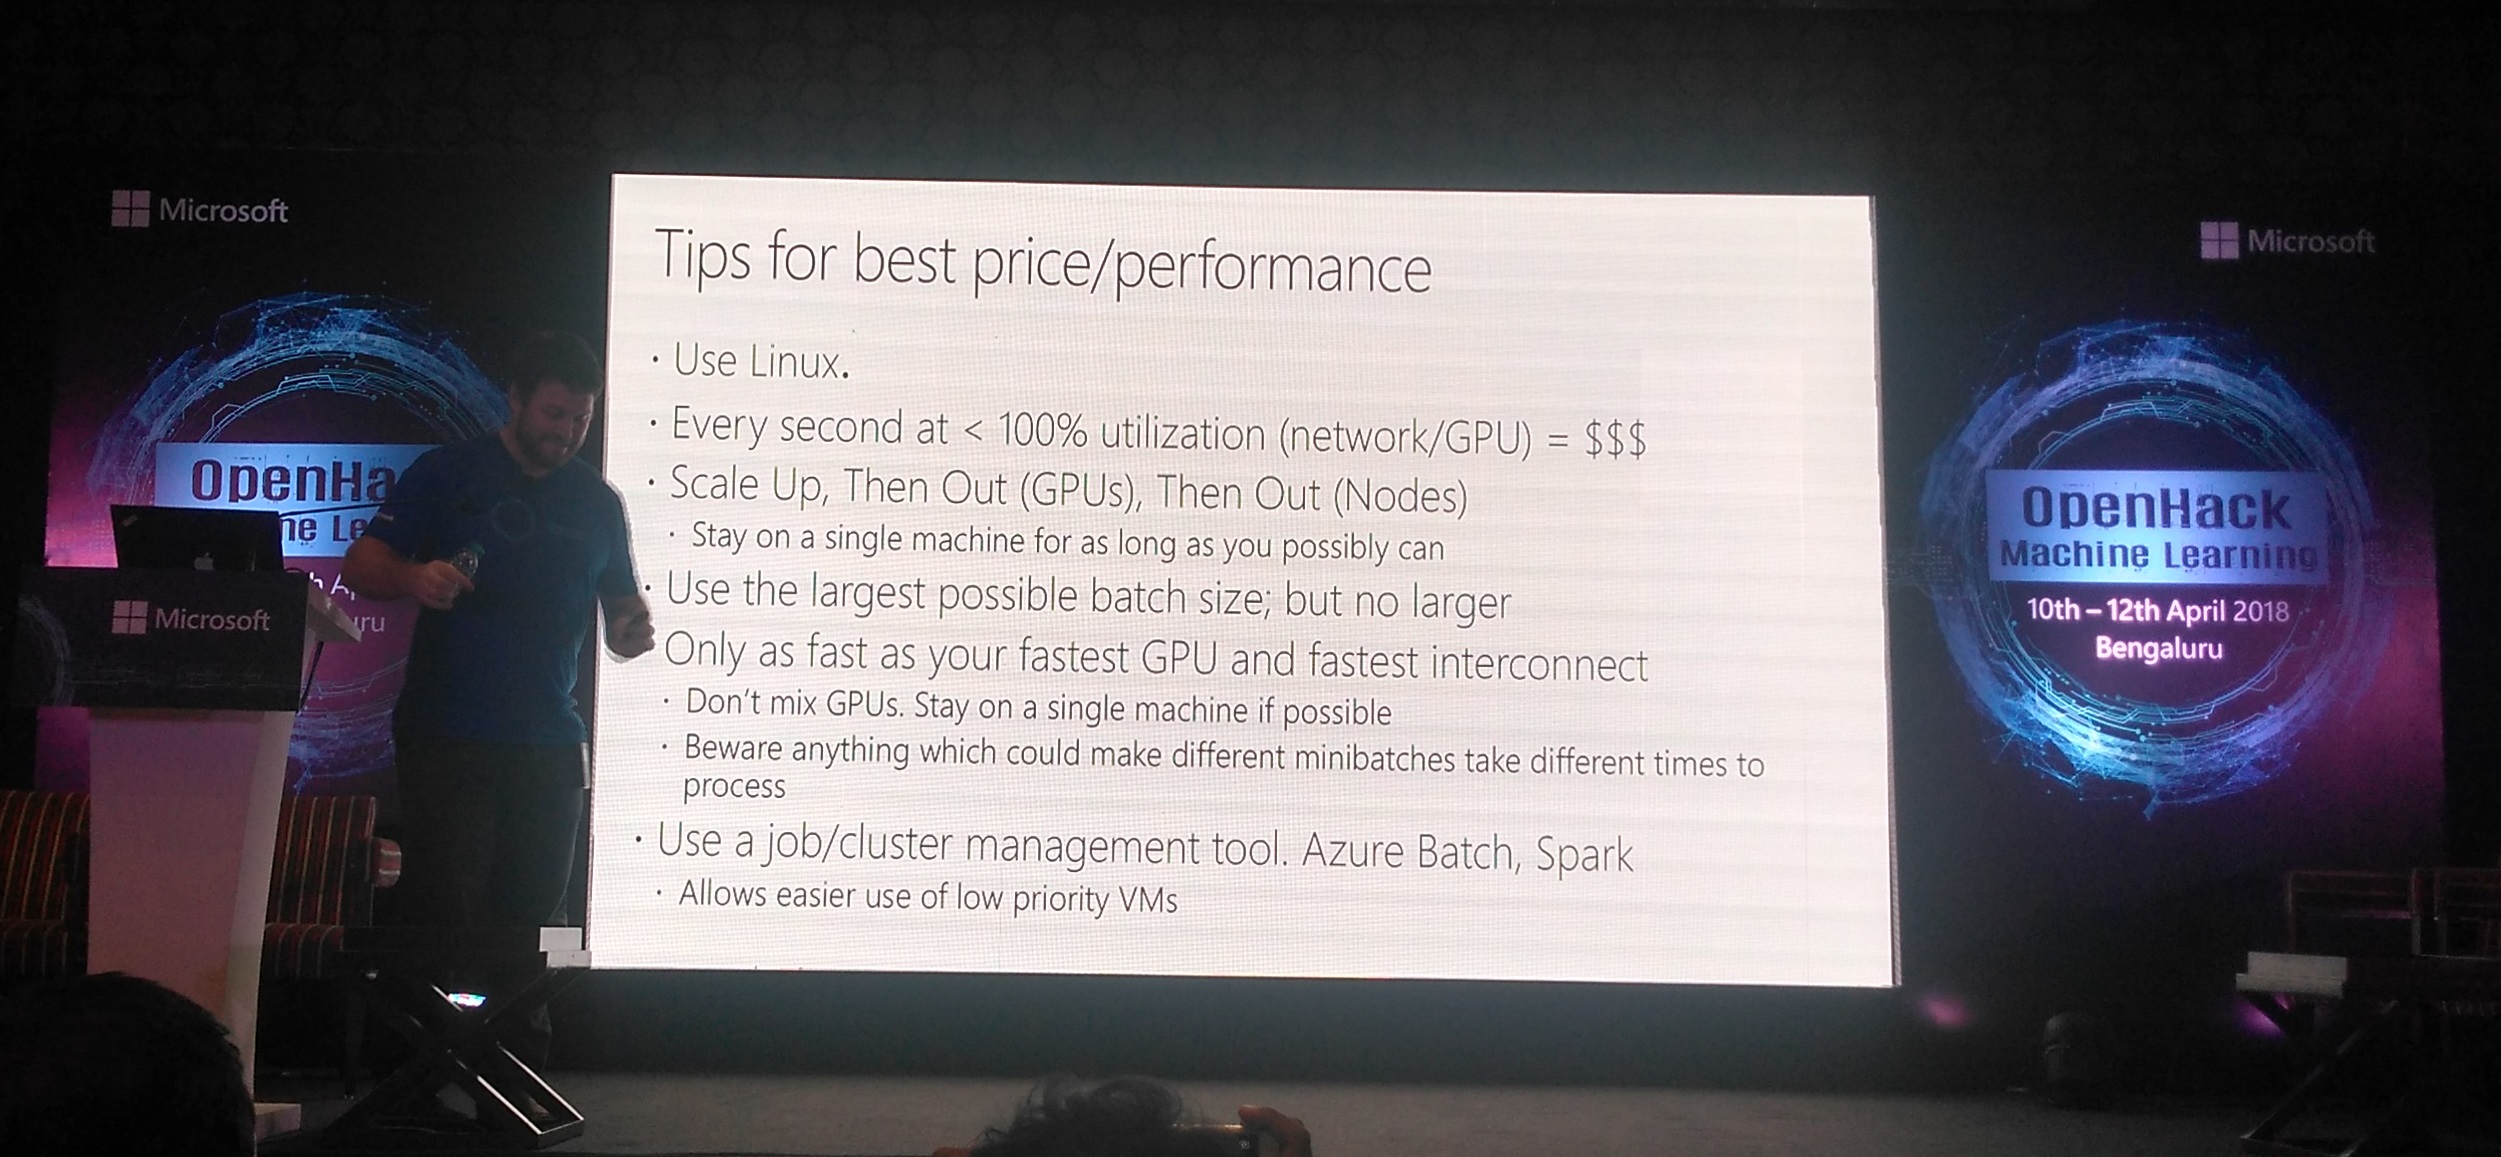 Microsoft
OpenHa
ne Le
h A
uru
Microsoft
Tips for best price/performance
· Use Linux.
· Every second at < 100% utilization (network/GPU) = $$$
· Scale Up, Then Out (GPUs), Then Out (Nodes)
· Stay on a single machine for as long as you possibly can
· Use the largest possible batch size; but no larger
Only as fast as your fastest GPU and fastest interconnect
· Don't mix GPUs. Stay on a single machine if possible
· Beware anything which could make different minibatches take different times to
process
· Use a job/cluster management tool. Azure Batch, Spark
· Allows easier use of low priority VMs
Microsoft
OpenHack
Machine Learning
10th – 12th April 2018
Bengaluru